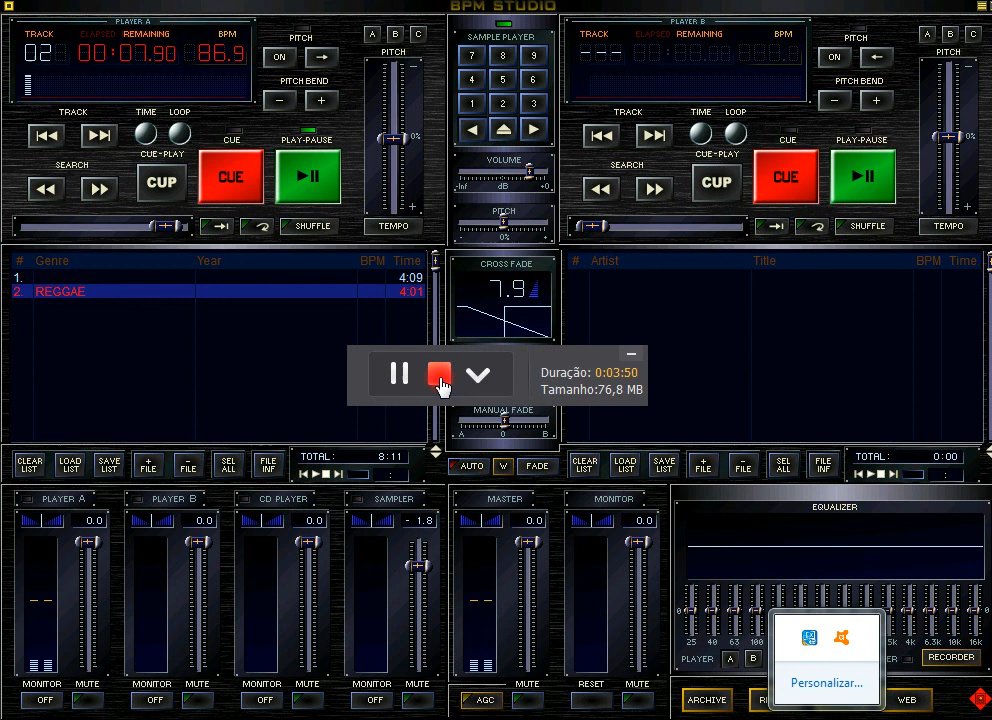 BPM STUDIO
PLAYER A
TRACK ELAPSED REMAINING BPM
02 00:07.90 86.9
PITCH
ON
PITCH BEND
− +
A B C
PITCH
0%
TEMPO
TRACK TIME LOOP
SEARCH
CUE-PLAY
CUP
CUE
CUE
PLAY-PAUSE
SHUFFLE
SAMPLE PLAYER
7 8 9
4 5 6
1 2 3
VOLUME
-Inf dB +0
PITCH
0%
CROSS FADE
7.9
MANUAL FADE
A 0 B
AUTO W FADE
PLAYER B
TRACK ELAPSED REMAINING BPM
PITCH
ON
PITCH BEND
− +
A B C
PITCH
0%
TEMPO
TRACK TIME LOOP
SEARCH
CUE-PLAY
CUP
CUE
CUE
PLAY-PAUSE
SHUFFLE
# Genre Year BPM Time
1. 4:09
2. REGGAE 4:01
# Artist Title BPM Time
Duração: 0:03:50
Tamanho:76,8 MB
CLEAR LIST
LOAD LIST
SAVE LIST
+ FILE
− FILE
SEL ALL
FILE INF
TOTAL: 8:11
CLEAR LIST
LOAD LIST
SAVE LIST
+ FILE
− FILE
SEL ALL
FILE INF
TOTAL: 0:00
PLAYER A PLAYER B CD PLAYER SAMPLER MASTER MONITOR
0.0 0.0 0.0 - 1.8 0.0 0.0
MONITOR MUTE MONITOR MUTE MONITOR MUTE MONITOR MUTE MUTE RESET MUTE
OFF OFF OFF OFF AGC
EQUALIZER
0 0
25 40 63 100 5k 4k 6.3k 10k 16k
PLAYER A B ER RECORDER
ARCHIVE WEB
Personalizar...